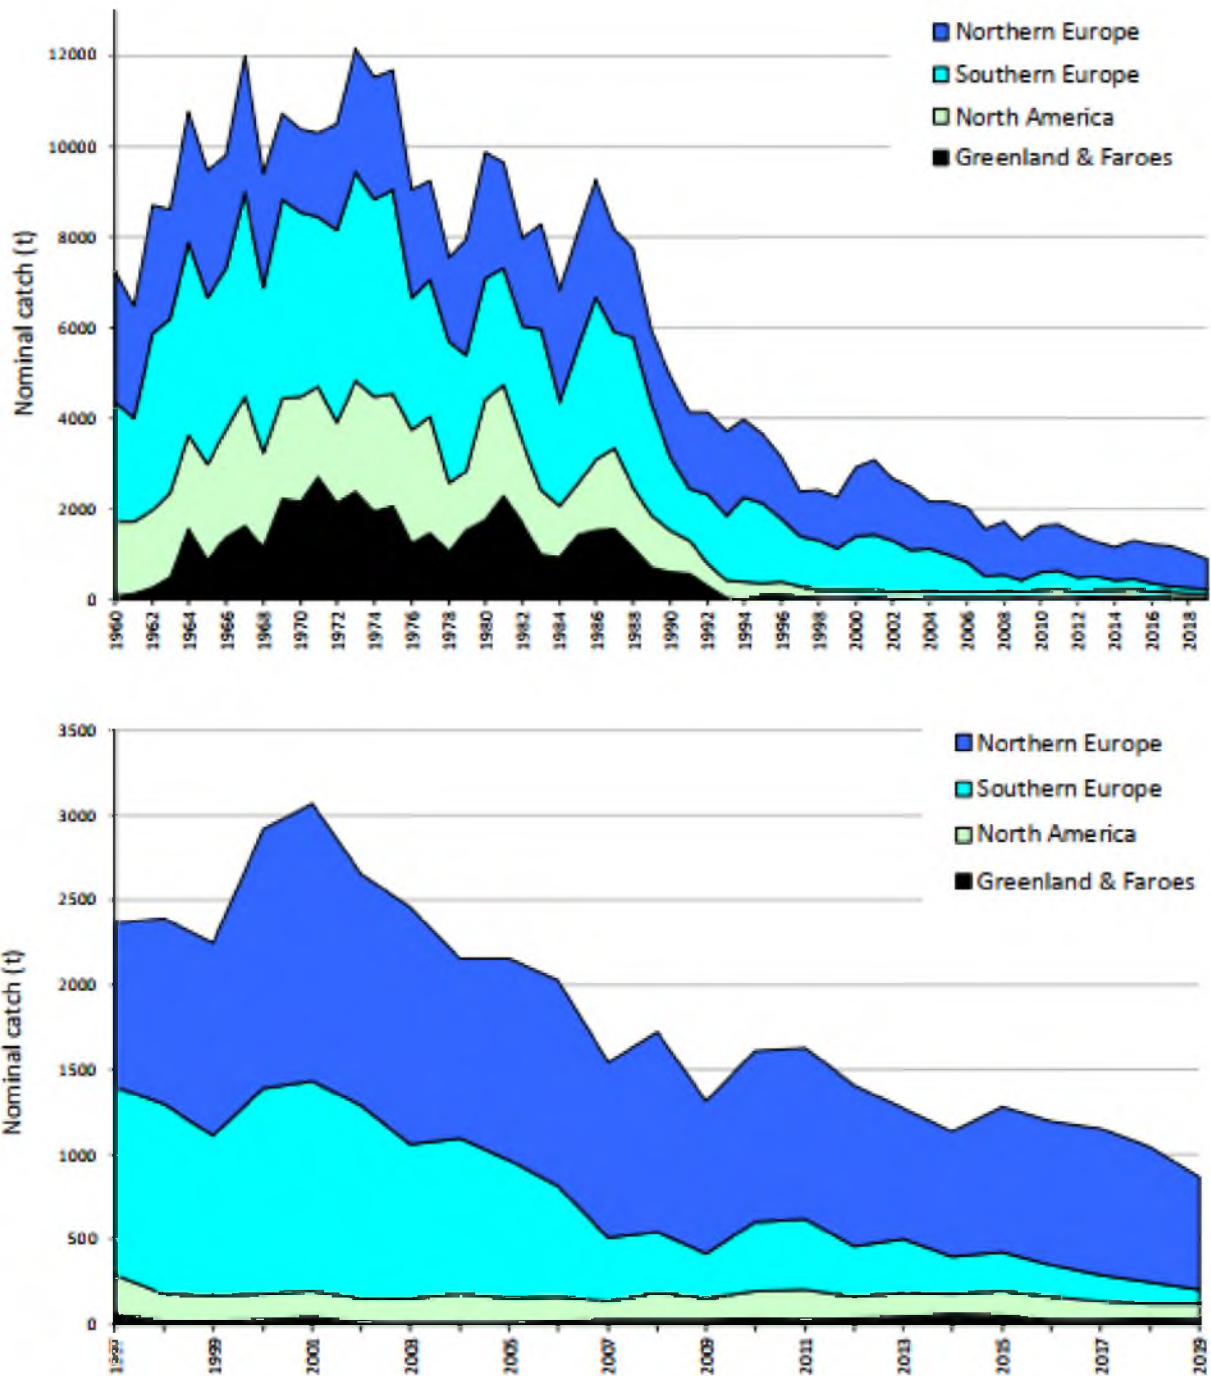 Northern Europe
Southern Europe
North America
Greenland & Faroes
Nominal catch (t)
12000
10000
8000
6000
4000
2000
0
1960 1962 1964 1966 1968 1970 1972 1974 1976 1978 1980 1982 1984 1986 1988 1990 1992 1994 1996 1998 2000 2002 2004 2006 2008 2010 2012 2014 2016 2018
Northern Europe
Southern Europe
North America
Greenland & Faroes
Nominal catch (t)
3500
3000
2500
2000
1500
1000
500
0
1997 1999 2001 2003 2005 2007 2009 2011 2013 2015 2017 2019